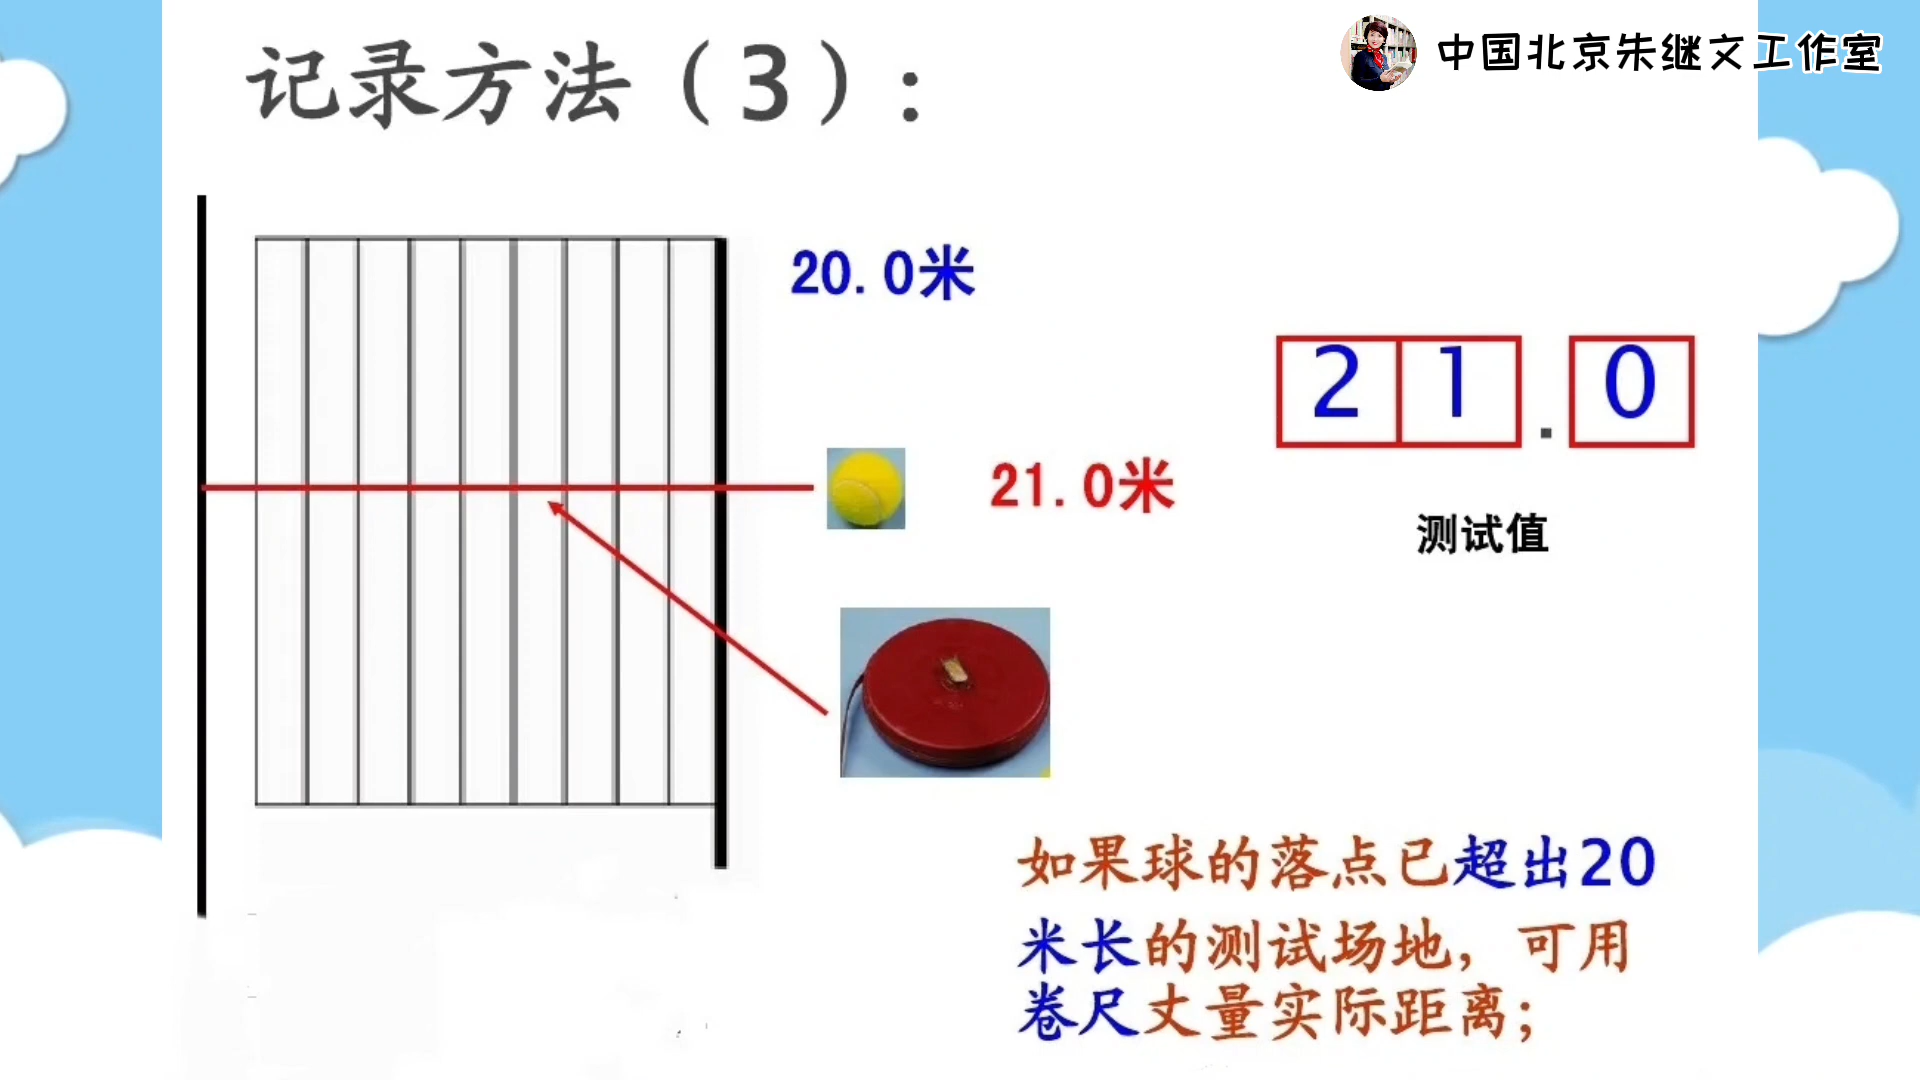 中国北京朱继文工作室
记录方法（3）：
20.0米
21.0
21.0米
测试值
如果球的落点已超出20
米长的测试场地，可用
卷尺丈量实际距离；